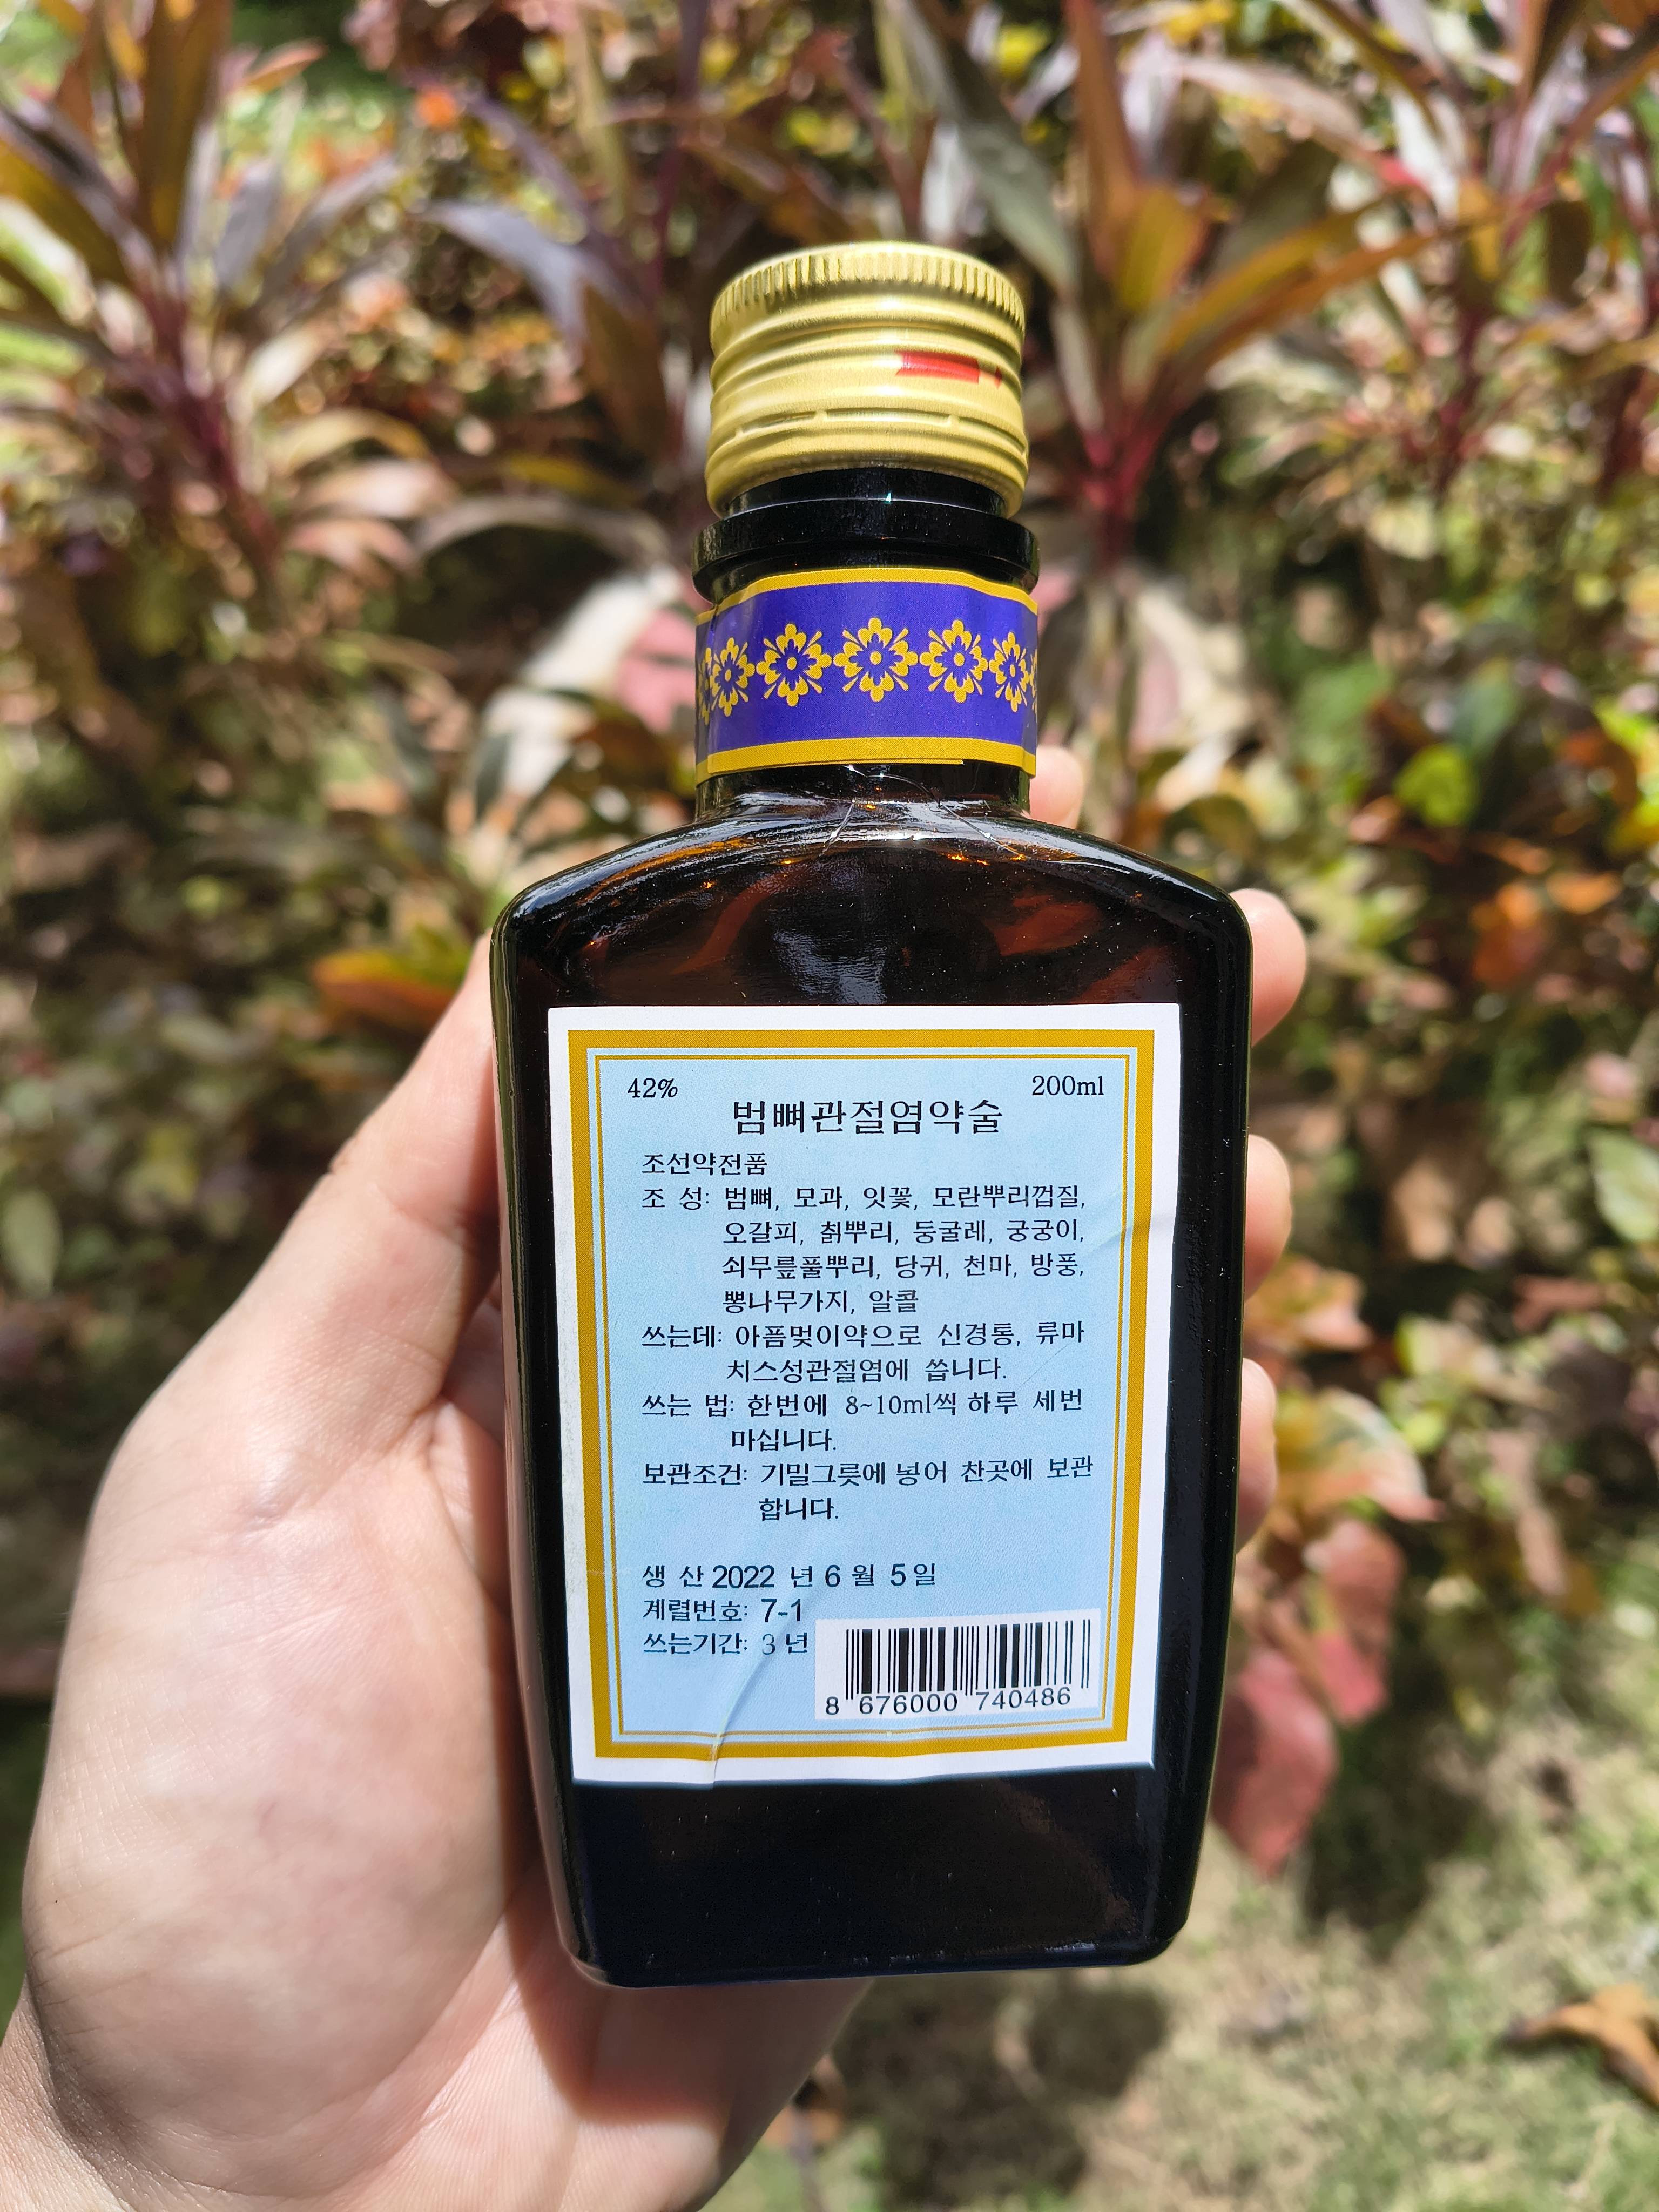 42%
200ml
범뼈관절염약술
조선약전품
조 성: 범뼈, 모과, 잇꽃, 모란뿌리껍질,
오갈피, 칡뿌리, 둥굴레, 궁궁이,
쇠무릎풀뿌리, 당귀, 천마, 방풍,
뽕나무가지, 알콜
쓰는데: 아픔멎이약으로 신경통, 류마
치스성관절염에 씁니다.
쓰는 법: 한번에 8~10ml씩 하루 세번
마십니다.
보관조건: 기밀그릇에 넣어 찬곳에 보관
합니다.
생 산 2022 년 6 월 5 일
계렬번호: 7-1
쓰는기간: 3 년
8 676000 740486